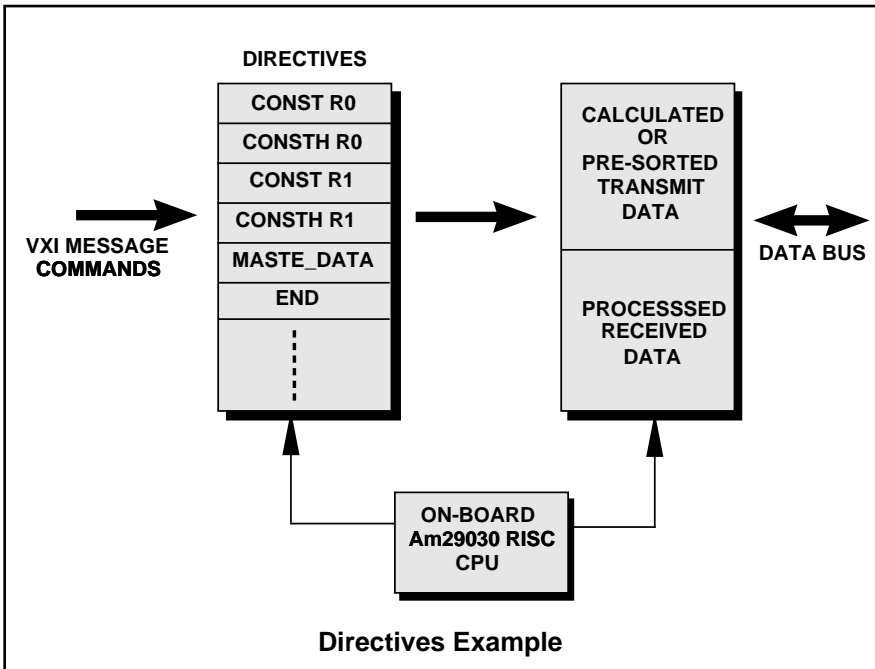 DIRECTIVES
CONST R0
CONSTH R0
CONST R1
CONSTH R1
MASTE_DATA
END
VXI MESSAGE
COMMANDS
CALCULATED
OR
PRE-SORTED
TRANSMIT
DATA
PROCESSSED
RECEIVED
DATA
DATA BUS
ON-BOARD
Am29030 RISC
CPU
Directives Example